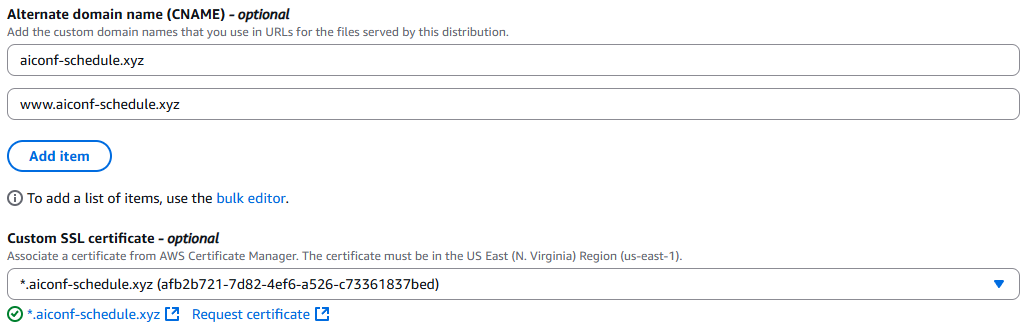 Alternate domain name (CNAME) - optional
Add the custom domain names that you use in URLs for the files served by this distribution.
aiconf-schedule.xyz
www.aiconf-schedule.xyz
Add item
To add a list of items, use the bulk editor.
Custom SSL certificate - optional
Associate a certificate from AWS Certificate Manager. The certificate must be in the US East (N. Virginia) Region (us-east-1).
*.aiconf-schedule.xyz (afb2b721-7d82-4ef6-a526-c73361837bed)
*.aiconf-schedule.xyz Request certificate